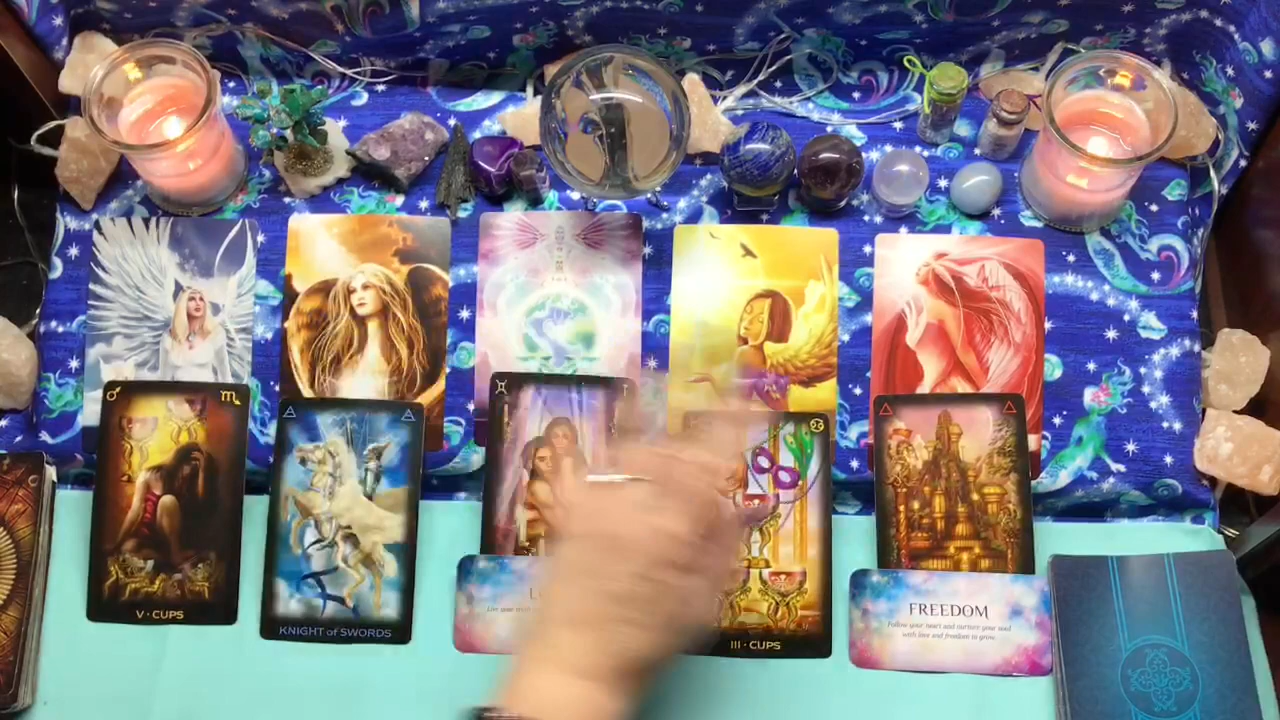 V · CUPS
KNIGHT of SWORDS
III · CUPS
FREEDOM
Follow your heart and nurture your soul
with love and freedom to grow.